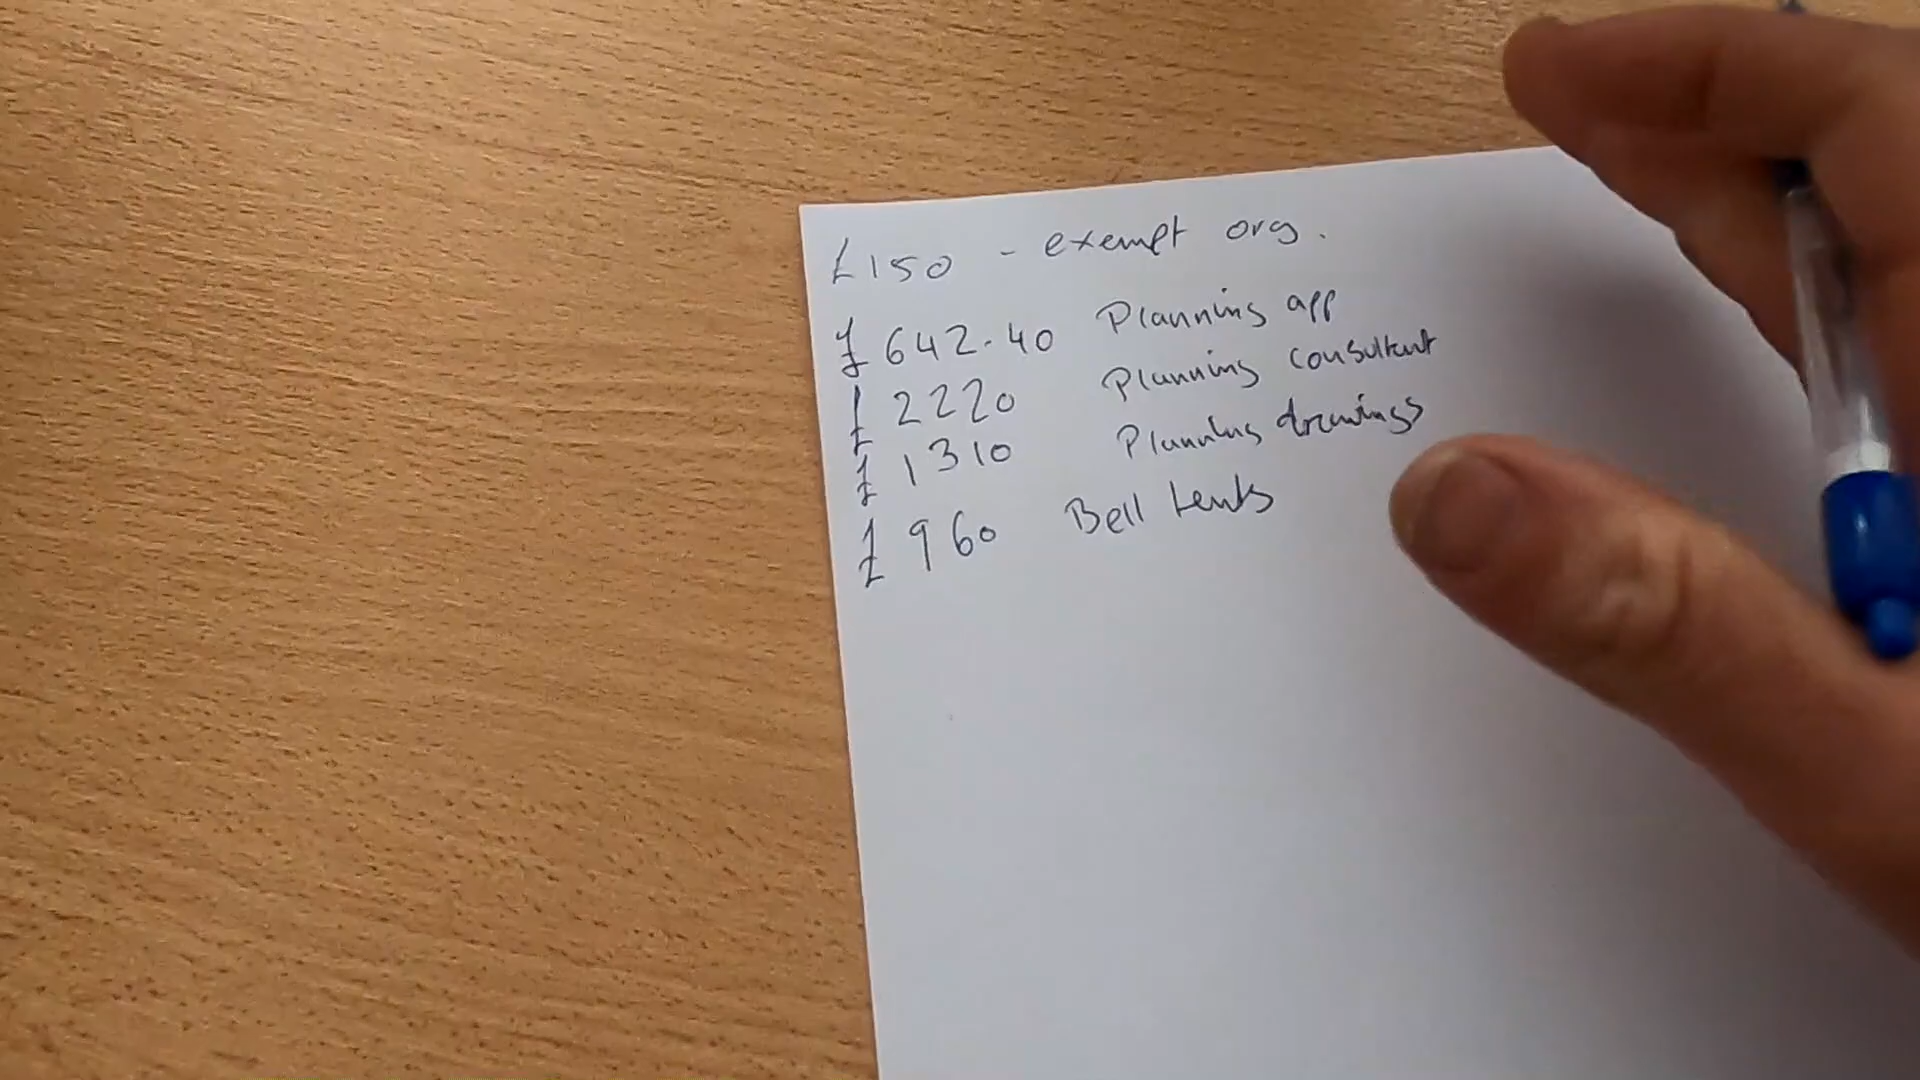 £150 - exempt org.
£642.40 Planning app
£2220 Planning consultant
£1310 Planning drawings
£960 Bell tents